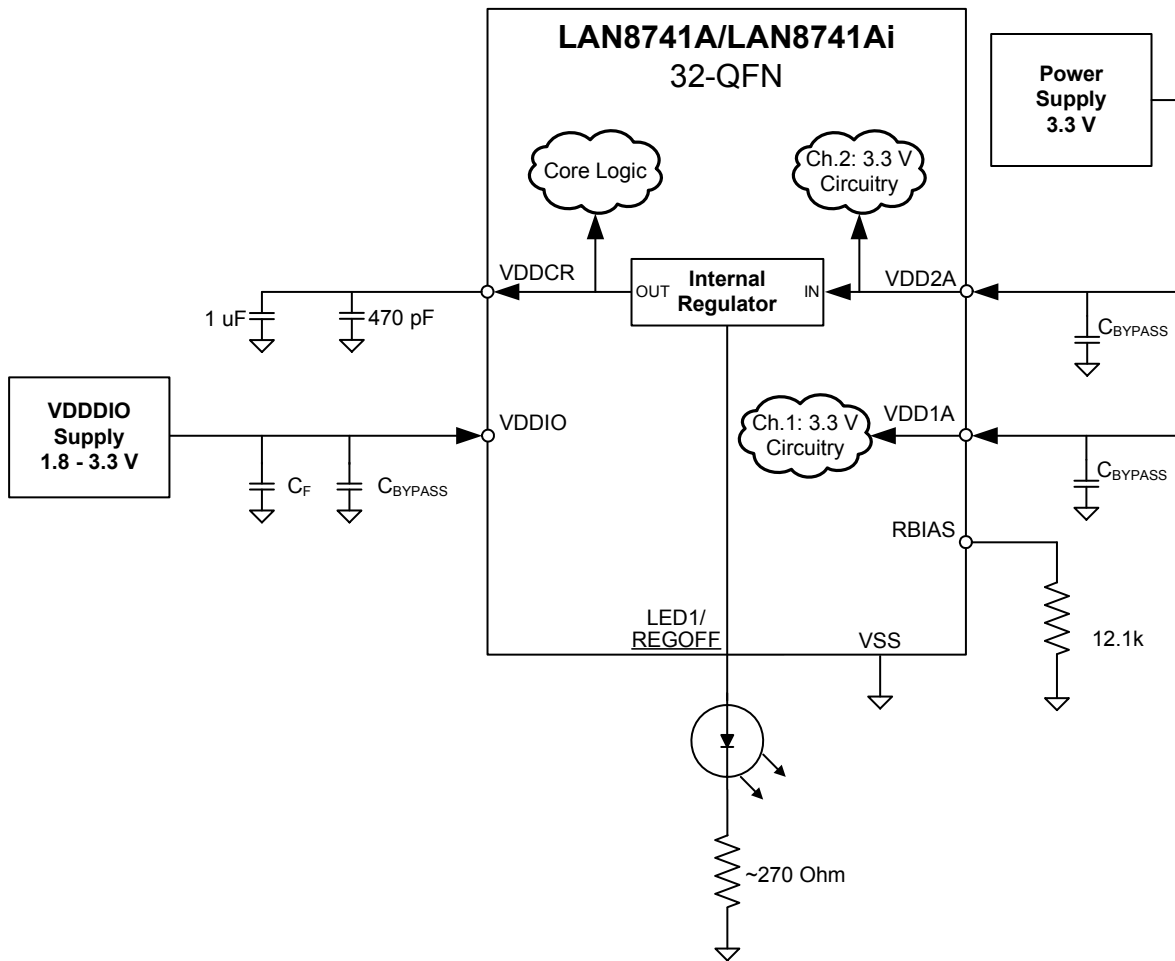 LAN8741A/LAN8741Ai
32-QFN
Power
Supply
3.3 V
Core Logic
Ch.2: 3.3 V
Circuitry
VDDCR
OUT
Internal
Regulator
IN
VDD2A
1 uF
470 pF
CBYPASS
VDDDIO
Supply
1.8 - 3.3 V
VDDIO
Ch.1: 3.3 V
Circuitry
VDD1A
CF
CBYPASS
CBYPASS
RBIAS
LED1/
REGOFF
VSS
12.1k
~270 Ohm